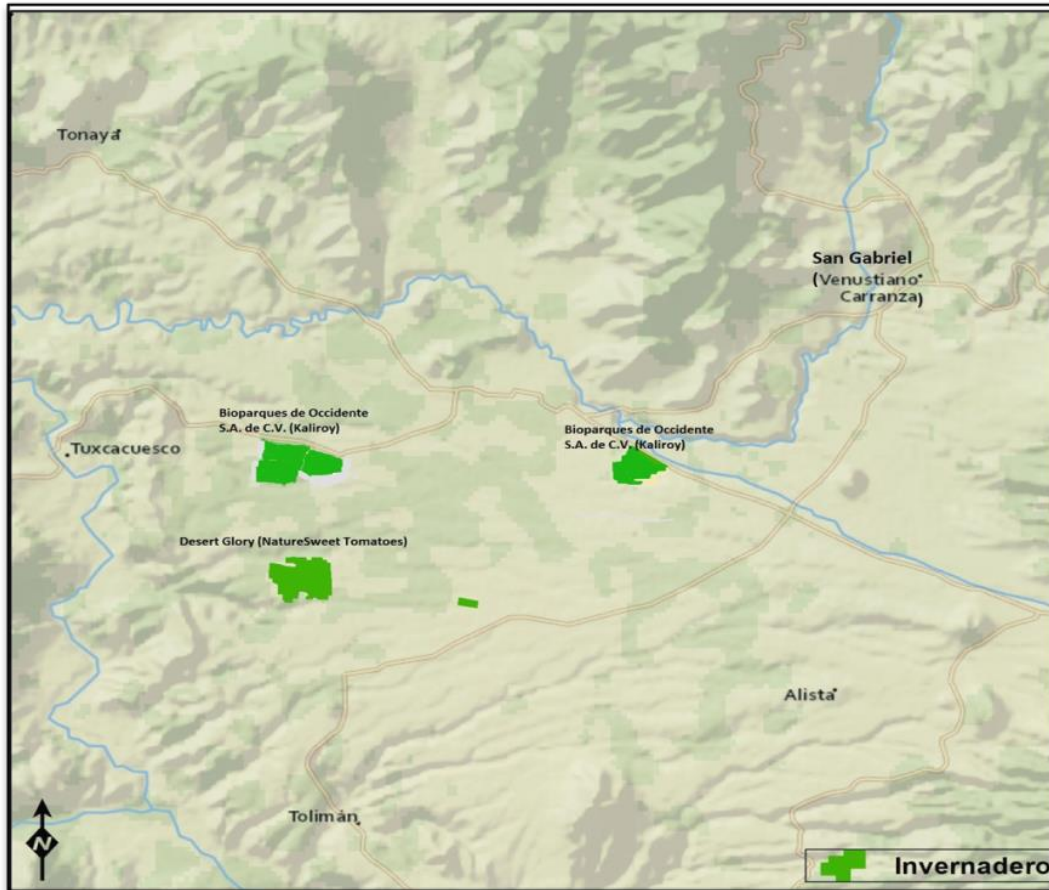 Tonaya
San Gabriel
(Venustiano
Carranza)
Bioparques de Occidente
S.A. de C.V. (Kaliroy)
Bioparques de Occidente
S.A. de C.V. (Kaliroy)
Tuxcacuesco
Desert Glory (NatureSweet Tomatoes)
Alista
Tolimán
N
Invernadero